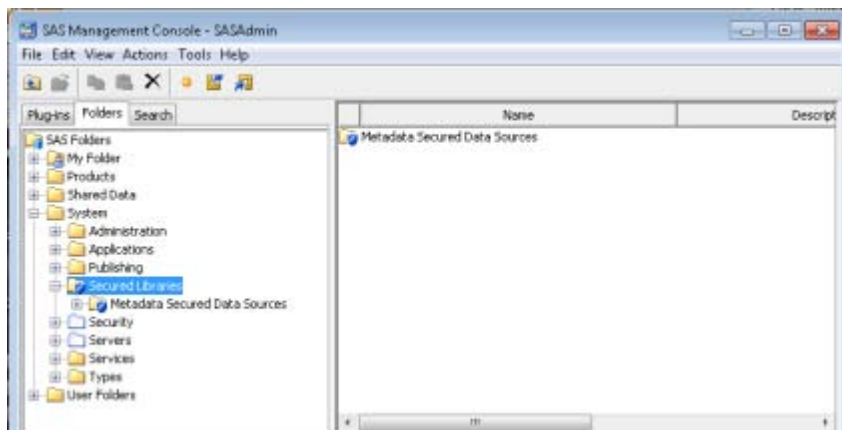 SAS Management Console - SASAdmin
File Edit View Actions Tools Help
Plug-ins Folders Search
SAS Folders
My Folder
Products
Shared Data
System
Administration
Applications
Publishing
Secured Libraries
Metadata Secured Data Sources
Security
Servers
Services
Types
User Folders
Name Descript
Metadata Secured Data Sources